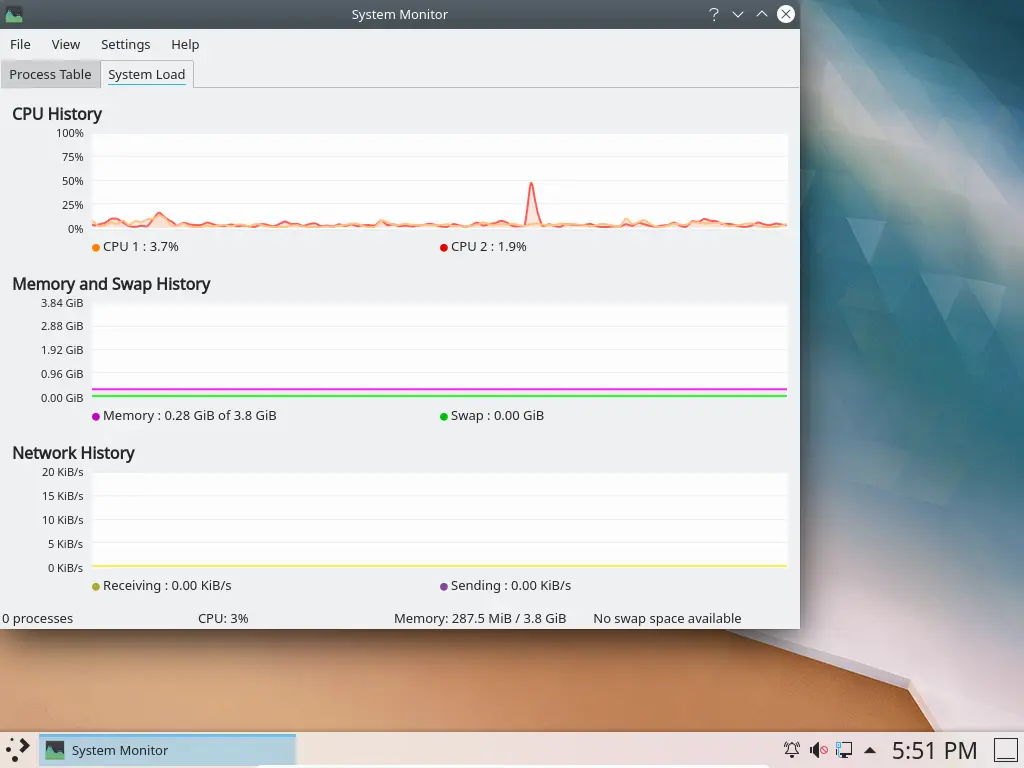 System Monitor
File View Settings Help
Process Table System Load
CPU History
100%
75%
50%
25%
0%
CPU 1 : 3.7% CPU 2 : 1.9%
Memory and Swap History
3.84 GiB
2.88 GiB
1.92 GiB
0.96 GiB
0.00 GiB
Memory : 0.28 GiB of 3.8 GiB Swap : 0.00 GiB
Network History
20 KiB/s
15 KiB/s
10 KiB/s
5 KiB/s
0 KiB/s
Receiving : 0.00 KiB/s Sending : 0.00 KiB/s
0 processes CPU: 3% Memory: 287.5 MiB / 3.8 GiB No swap space available
System Monitor 5:51 PM